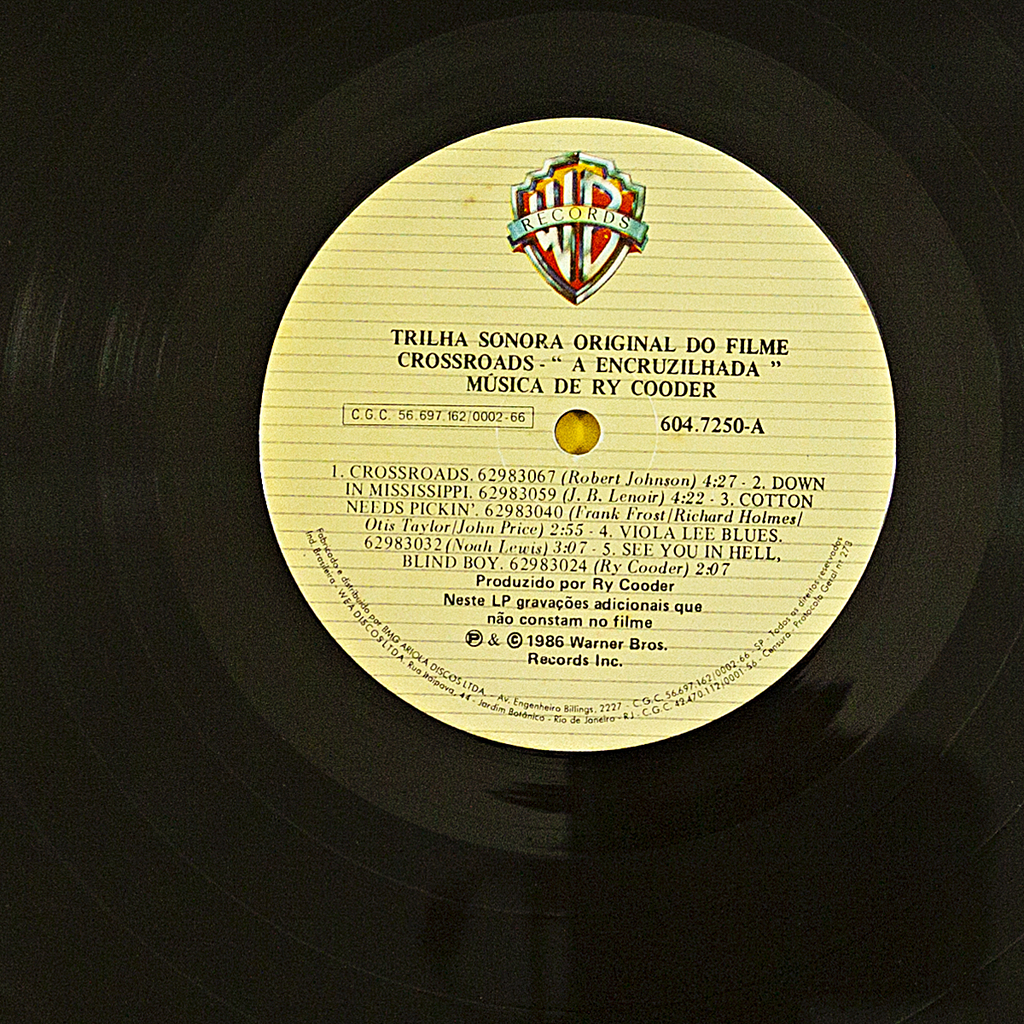 WB
RECORDS
TRILHA SONORA ORIGINAL DO FILME
CROSSROADS - “ A ENCRUZILHADA ”
MÚSICA DE RY COODER
C.G.C. 56.697.162/0002-66
604.7250-A
1. CROSSROADS. 62983067 (Robert Johnson) 4:27 - 2. DOWN
IN MISSISSIPPI. 62983059 (J. B. Lenoir) 4:22 - 3. COTTON
NEEDS PICKIN'. 62983040 (Frank Frost/Richard Holmes/
Otis Taylor/John Price) 2:55 - 4. VIOLA LEE BLUES.
62983032 (Noah Lewis) 3:07 - 5. SEE YOU IN HELL,
BLIND BOY. 62983024 (Ry Cooder) 2:07
Produzido por Ry Cooder
Neste LP gravações adicionais que
não constam no filme
Ⓟ & © 1986 Warner Bros.
Records Inc.
Fabricado e distribuído por BMG ARIOLA DISCOS LTDA. - Av. Engenheiro Billings, 2227 - C.G.C. 56.697.162/0002-66 - SP - Todos os direitos reservados
Ind. Brasileira - WEA DISCOS LTDA. Rua Itaipava, 44 - Jardim Botânico - Rio de Janeiro - RJ - C.G.C. 42.470.112/0001-56 - Censura - Protocolo Geral nº 279